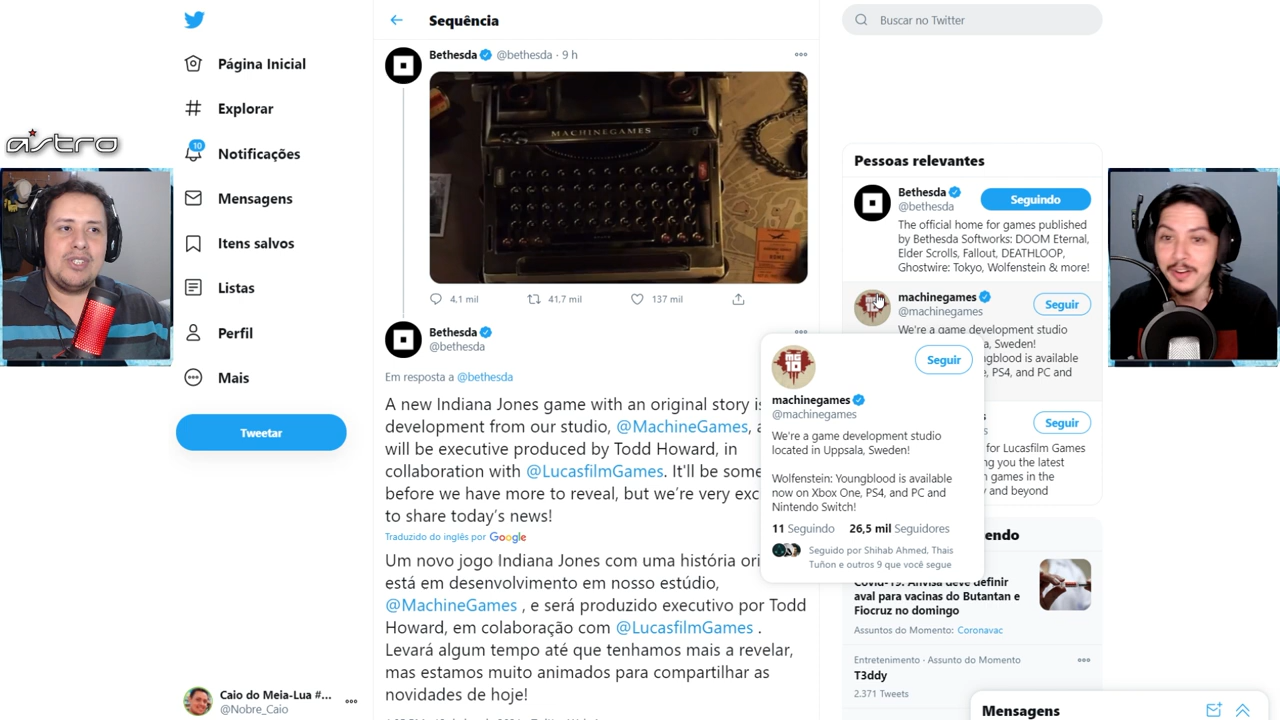 astro
Página Inicial
Explorar
10
Notificações
Mensagens
Itens salvos
Listas
Perfil
Mais
Tweetar
Caio do Meia-Lua #...
@Nobre_Caio
Sequência
Bethesda @bethesda · 9 h
MACHINEGAMES
4,1 mil 41,7 mil 137 mil
Bethesda
@bethesda
Em resposta a @bethesda
A new Indiana Jones game with an original story is
development from our studio, @MachineGames,
will be executive produced by Todd Howard, in
collaboration with @LucasfilmGames. It'll be some
before we have more to reveal, but we're very exc
to share today's news!
Traduzido do inglês por Google
Um novo jogo Indiana Jones com uma história ori
está em desenvolvimento em nosso estúdio,
@MachineGames , e será produzido executivo por Todd
Howard, em colaboração com @LucasfilmGames .
Levará algum tempo até que tenhamos mais a revelar,
mas estamos muito animados para compartilhar as
novidades de hoje!
Buscar no Twitter
Pessoas relevantes
Bethesda
@bethesda
Seguindo
The official home for games published
by Bethesda Softworks: DOOM Eternal,
Elder Scrolls, Fallout, DEATHLOOP,
Ghostwire: Tokyo, Wolfenstein & more!
machinegames
@machinegames
Seguir
We're a game development studio
Sweden!
is available
PS4, and PC and
Seguir
for Lucasfilm Games
you the latest
games in the
and beyond
MG
10
Seguir
machinegames
@machinegames
We're a game development studio
located in Uppsala, Sweden!
Wolfenstein: Youngblood is available
now on Xbox One, PS4, and PC and
Nintendo Switch!
11 Seguindo 26,5 mil Seguidores
Seguido por Shihab Ahmed, Thais
Tuñon e outros 9 que você segue
endo
Covid-19: Anvisa deve definir
aval para vacinas do Butantan e
Fiocruz no domingo
Assuntos do Momento: Coronavac
Entretenimento · Assunto do Momento
T3ddy
2.371 Tweets
Mensagens